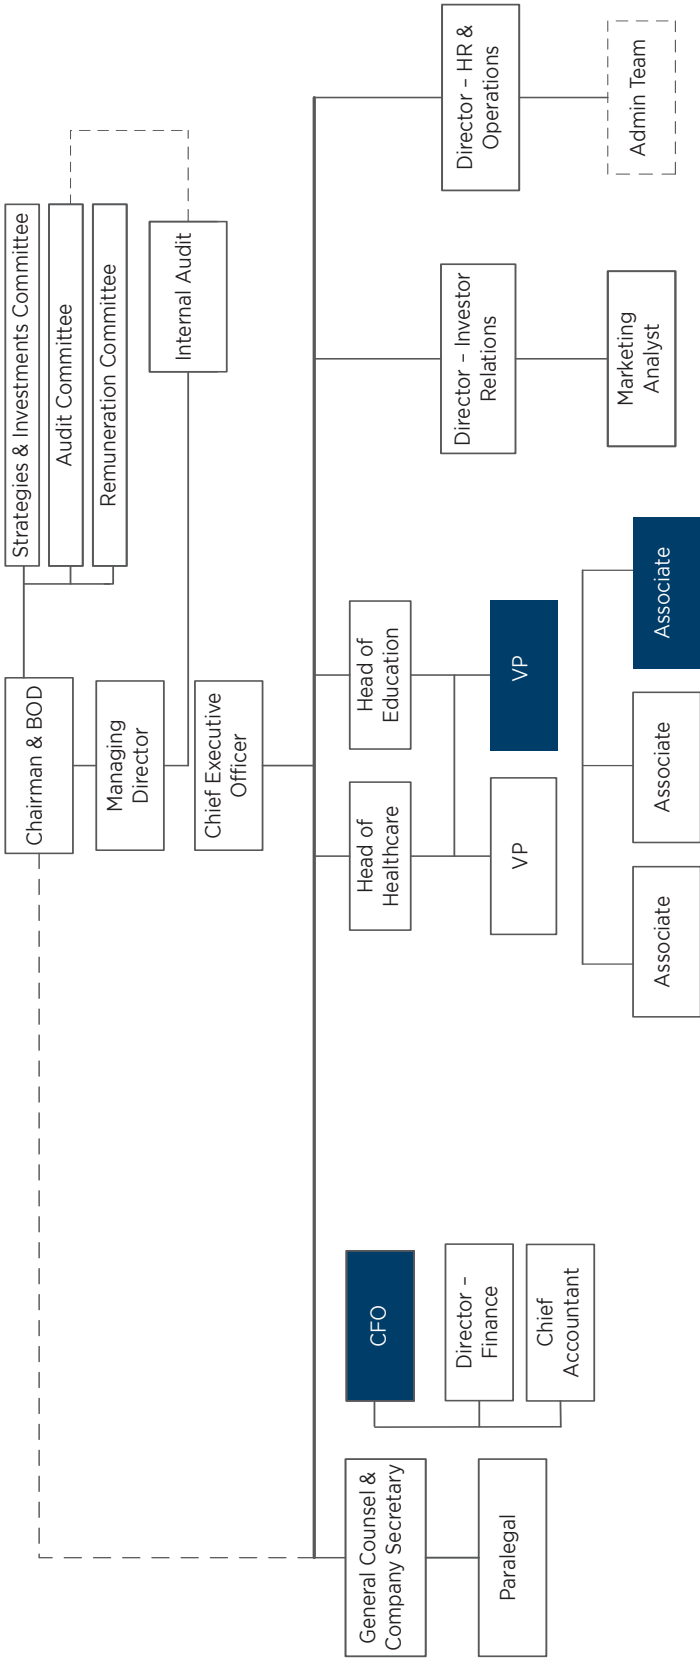 Chairman & BOD
Strategies & Investments Committee
Audit Committee
Remuneration Committee
Managing
Director
Internal Audit
Chief Executive
Officer
General Counsel &
Company Secretary
Paralegal
CFO
Director –
Finance
Chief
Accountant
Head of
Healthcare
Head of
Education
VP
VP
Associate
Associate
Associate
Director – Investor
Relations
Marketing
Analyst
Director – HR &
Operations
Admin Team